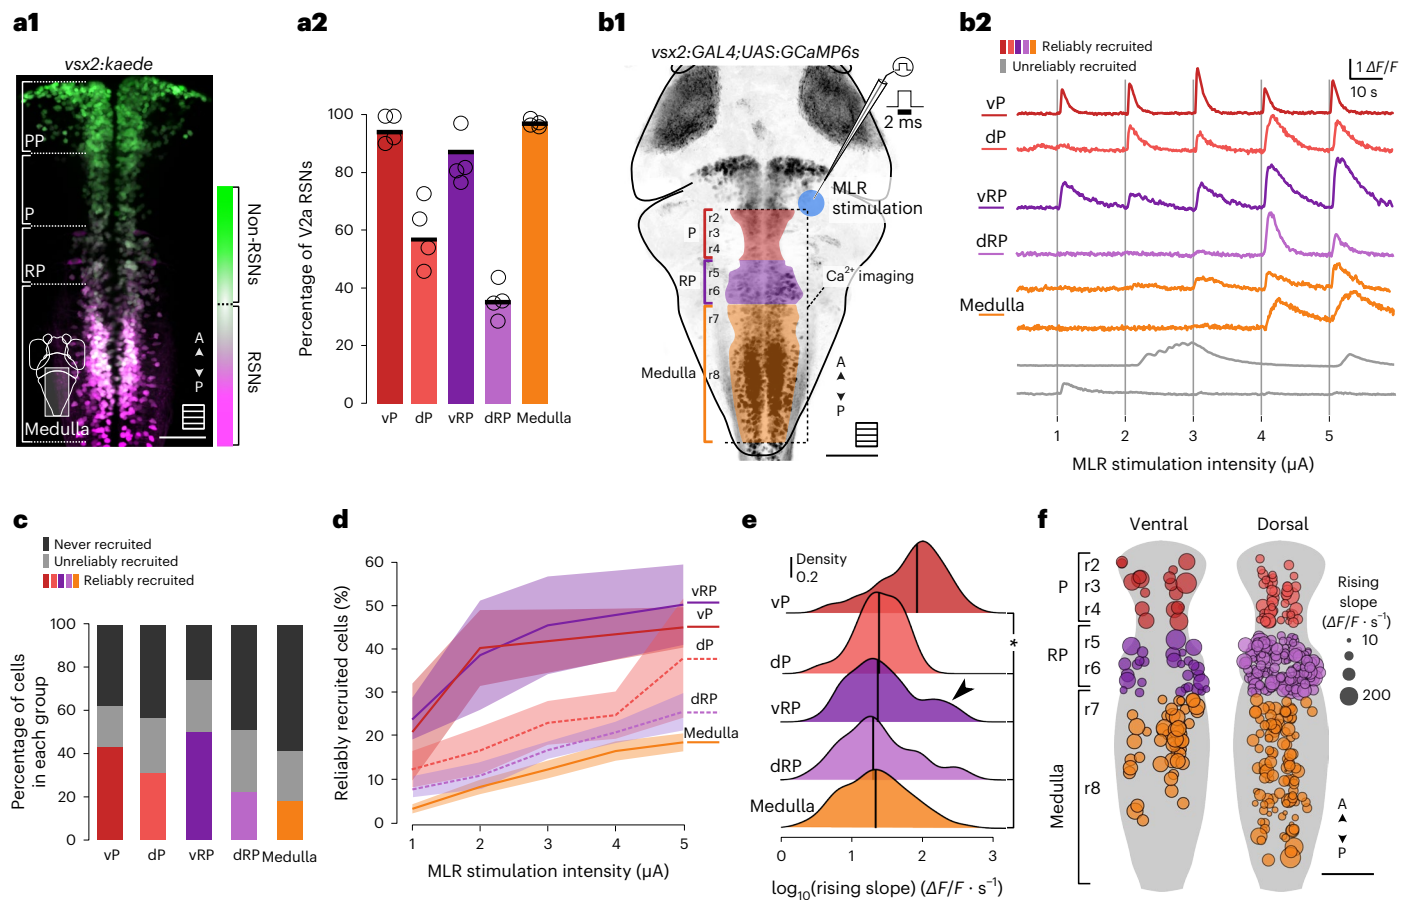 a1
vsx2:kaede
PP
P
RP
Medulla
A
P
Non-RSNs
RSNs
a2
Percentage of V2a RSNs
100
80
60
40
20
0
vP
dP
vRP
dRP
Medulla
b1
vsx2:GAL4;UAS:GCaMP6s
2 ms
MLR
stimulation
P
r2
r3
r4
RP
r5
r6
r7
Medulla
r8
Ca2+ imaging
A
P
b2
Reliably recruited
Unreliably recruited
1 ΔF/F
10 s
vP
dP
vRP
dRP
Medulla
1
2
3
4
5
MLR stimulation intensity (µA)
c
Never recruited
Unreliably recruited
Reliably recruited
Percentage of cells
in each group
100
80
60
40
20
0
vP
dP
vRP
dRP
Medulla
d
Reliably recruited cells (%)
60
50
40
30
20
10
0
vRP
vP
dP
dRP
Medulla
1
2
3
4
5
MLR stimulation intensity (µA)
e
Density
0.2
vP
dP
vRP
dRP
Medulla
*
0
1
2
3
log10(rising slope) (ΔF/F · s−1)
f
Ventral
Dorsal
P
r2
r3
r4
RP
r5
r6
r7
Medulla
r8
Rising
slope
(ΔF/F · s−1)
10
200
A
P